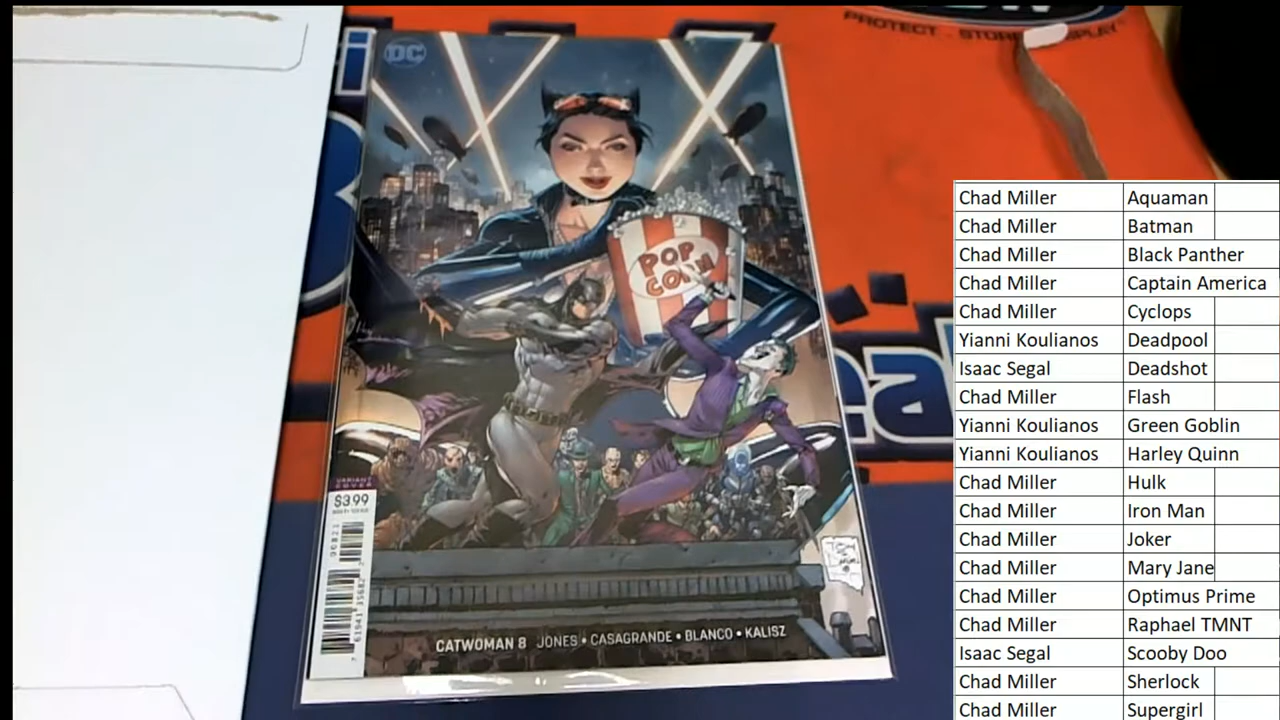 PROTECT - STORE - DISPLAY
DC
POP
CORN
VARIANT
COVER
$3.99
CATWOMAN 8 JONES • CASAGRANDE • BLANCO • KALISZ
Chad Miller Aquaman
Chad Miller Batman
Chad Miller Black Panther
Chad Miller Captain America
Chad Miller Cyclops
Yianni Koulianos Deadpool
Isaac Segal Deadshot
Chad Miller Flash
Yianni Koulianos Green Goblin
Yianni Koulianos Harley Quinn
Chad Miller Hulk
Chad Miller Iron Man
Chad Miller Joker
Chad Miller Mary Jane
Chad Miller Optimus Prime
Chad Miller Raphael TMNT
Isaac Segal Scooby Doo
Chad Miller Sherlock
Chad Miller Supergirl